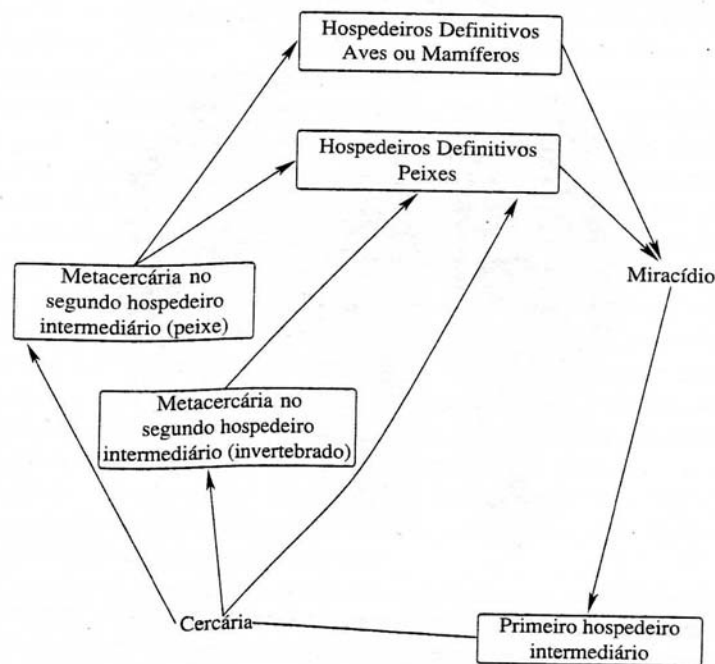 Hospedeiros Definitivos
Aves ou Mamíferos
Hospedeiros Definitivos
Peixes
Metacercária no
segundo hospedeiro
intermediário (peixe)
Miracídio
Metacercária no
segundo hospedeiro
intermediário (invertebrado)
Cercária
Primeiro hospedeiro
intermediário